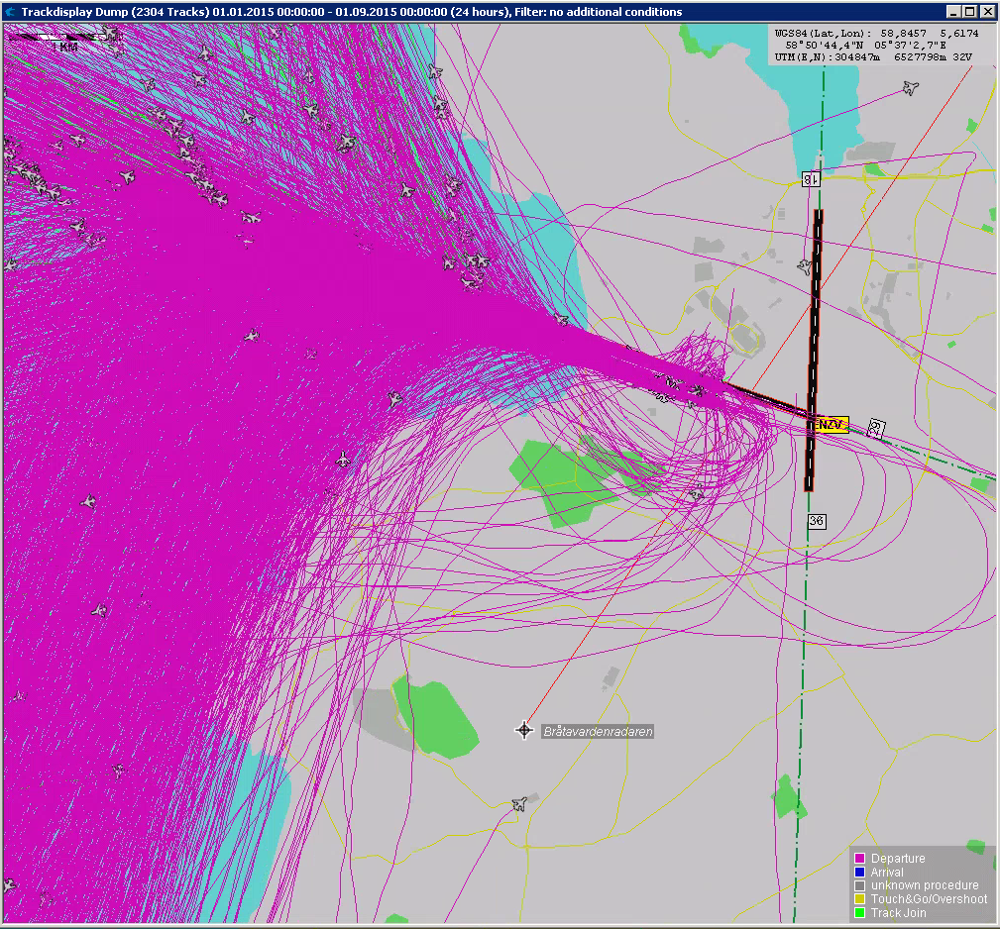 Trackdisplay Dump (2304 Tracks) 01.01.2015 00:00:00 - 01.09.2015 00:00:00 (24 hours), Filter: no additional conditions
1 KM
WGS84(Lat,Lon): 58,8457 5,6174
58°50'44,4"N 05°37'2,7"E
UTM(E,N):304847m 6527798m 32V
18
NZV
29
36
Bråtavardenradaren
Departure
Arrival
unknown procedure
Touch&Go/Overshoot
Track Join